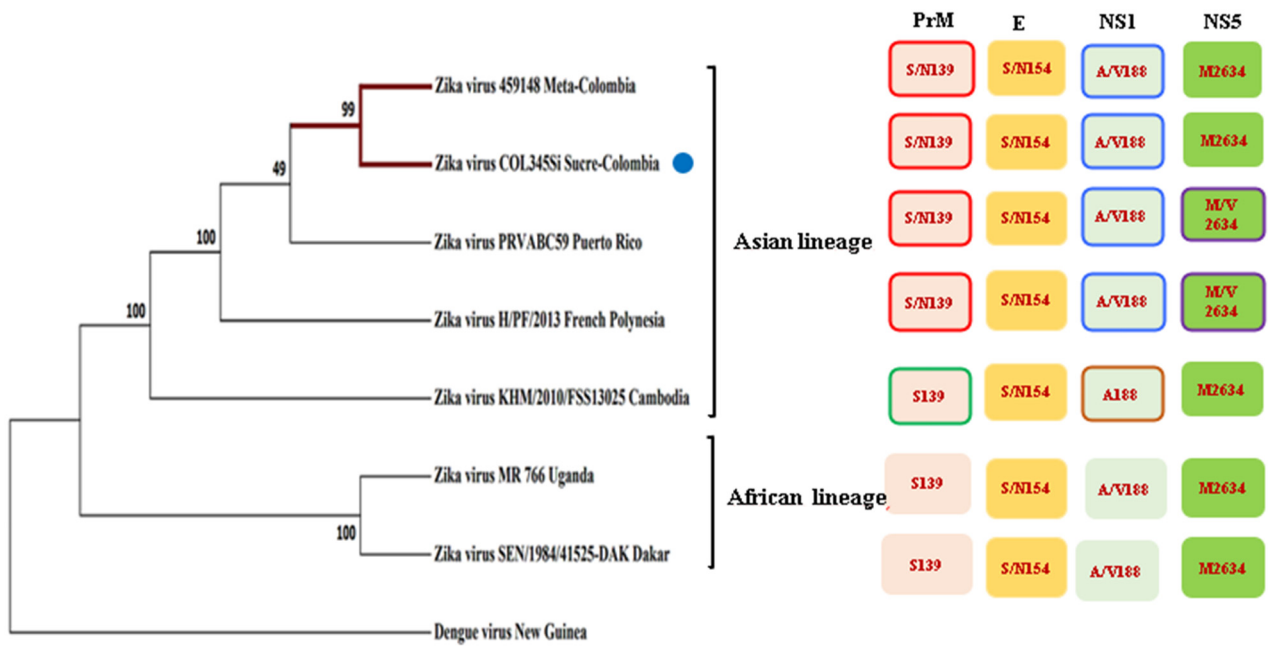 PrM E NS1 NS5
S/N139 S/N154 A/V188 M2634
Zika virus 459148 Meta-Colombia
99
S/N139 S/N154 A/V188 M2634
Zika virus COL345Si Sucre-Colombia
49
S/N139 S/N154 A/V188 M/V
2634
Zika virus PRVABC59 Puerto Rico
Asian lineage
100
S/N139 S/N154 A/V188 M/V
2634
Zika virus H/PF/2013 French Polynesia
100
S139 S/N154 A188 M2634
Zika virus KHM/2010/FSS13025 Cambodia
Zika virus MR 766 Uganda
S139 S/N154 A/V188 M2634
African lineage
100
Zika virus SEN/1984/41525-DAK Dakar
S139 S/N154 A/V188 M2634
Dengue virus New Guinea